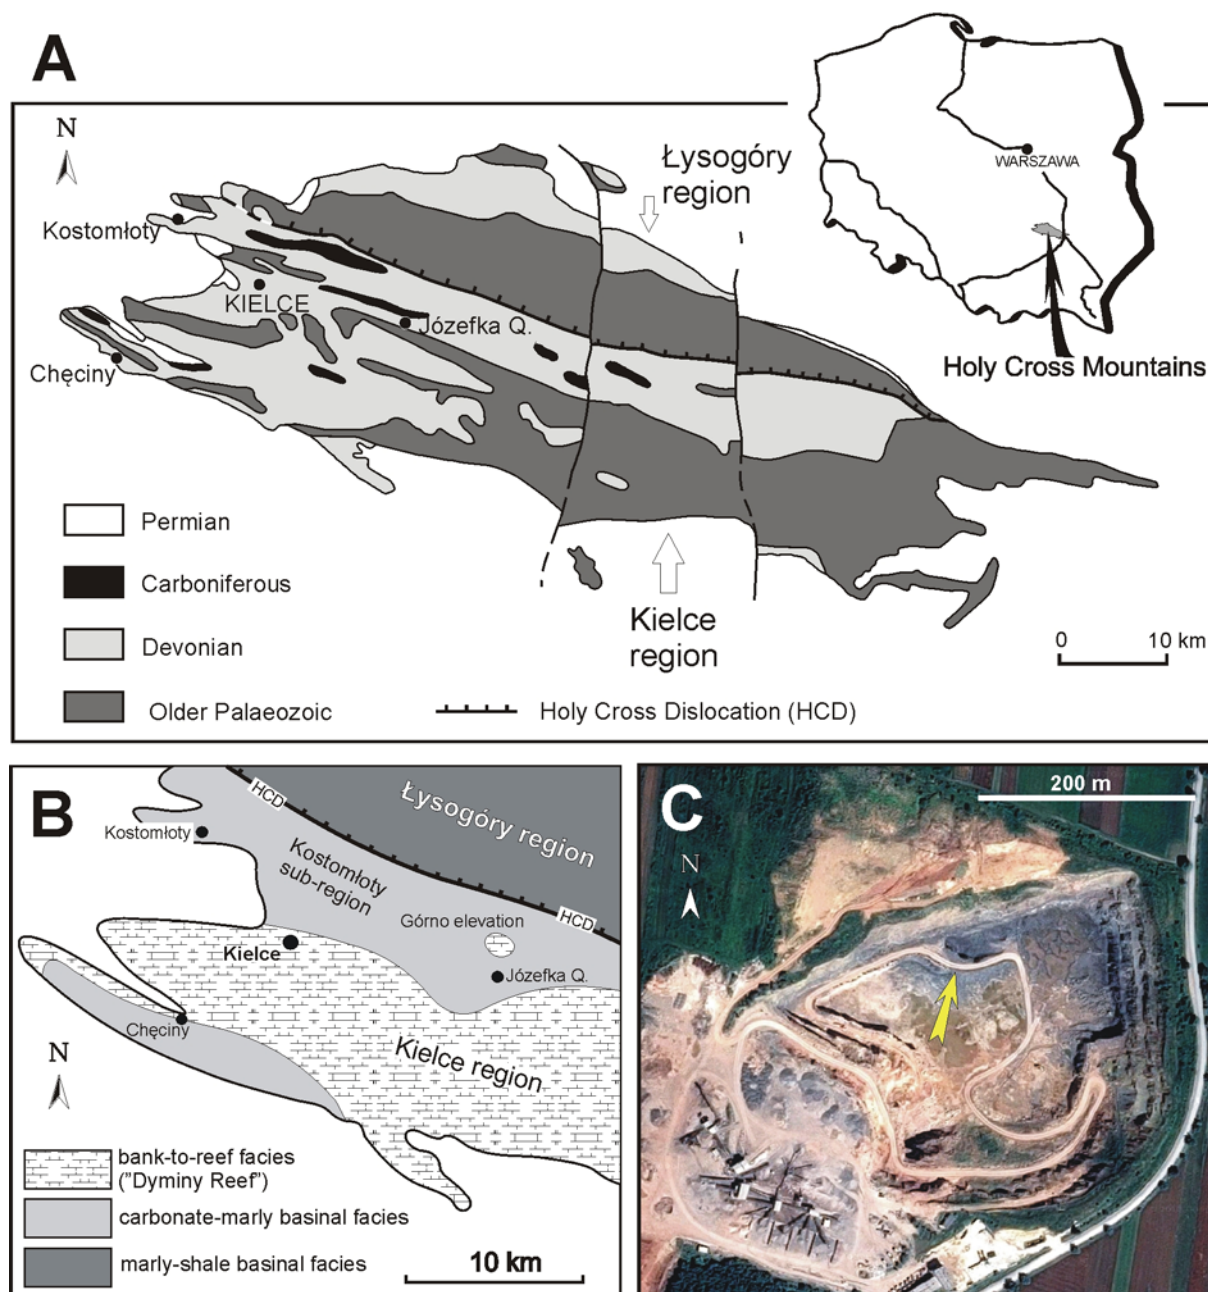 A
N
Łysogóry
region
WARSZAWA
Kostomłoty
KIELCE
Józefka Q.
Chęciny
Holy Cross Mountains
Permian
Carboniferous
Devonian
Older Palaeozoic
Holy Cross Dislocation (HCD)
Kielce
region
0 10 km
B
HCD
Łysogóry region
Kostomłoty
Kostomłoty
sub-region
Górno elevation
HCD
Kielce
Józefka Q.
Chęciny
Kielce region
N
bank-to-reef facies
("Dyminy Reef")
carbonate-marly basinal facies
marly-shale basinal facies
10 km
C
200 m
N